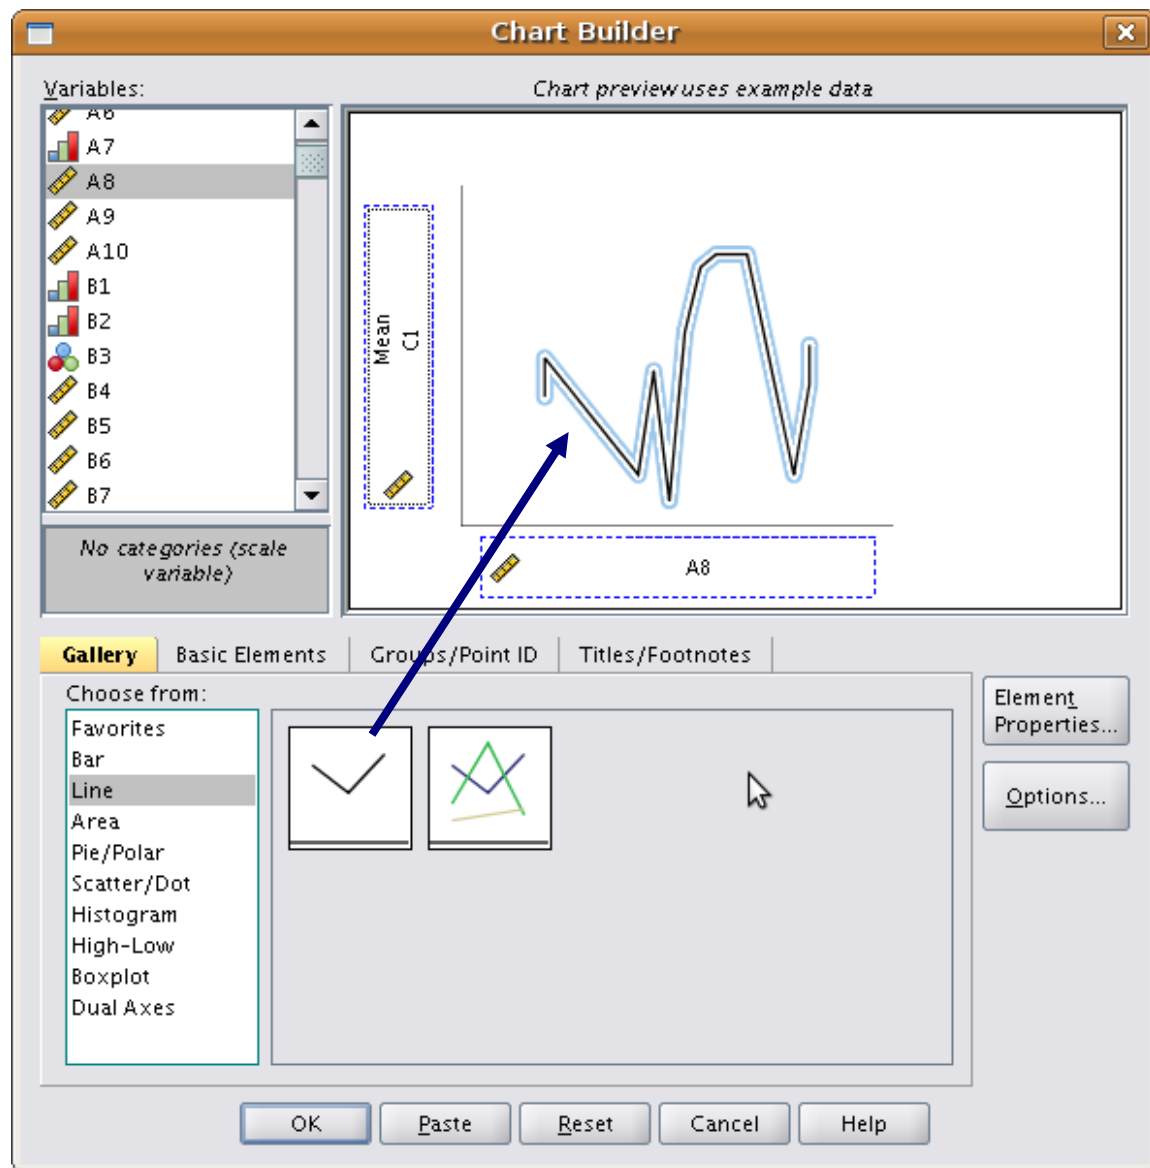 Chart Builder
Variables:
Chart preview uses example data
A6
A7
A8
A9
A10
B1
B2
B3
B4
B5
B6
B7
Mean
C1
A8
No categories (scale
variable)
Gallery
Basic Elements
Groups/Point ID
Titles/Footnotes
Choose from:
Favorites
Bar
Line
Area
Pie/Polar
Scatter/Dot
Histogram
High-Low
Boxplot
Dual Axes
Element
Properties...
Options...
OK
Paste
Reset
Cancel
Help